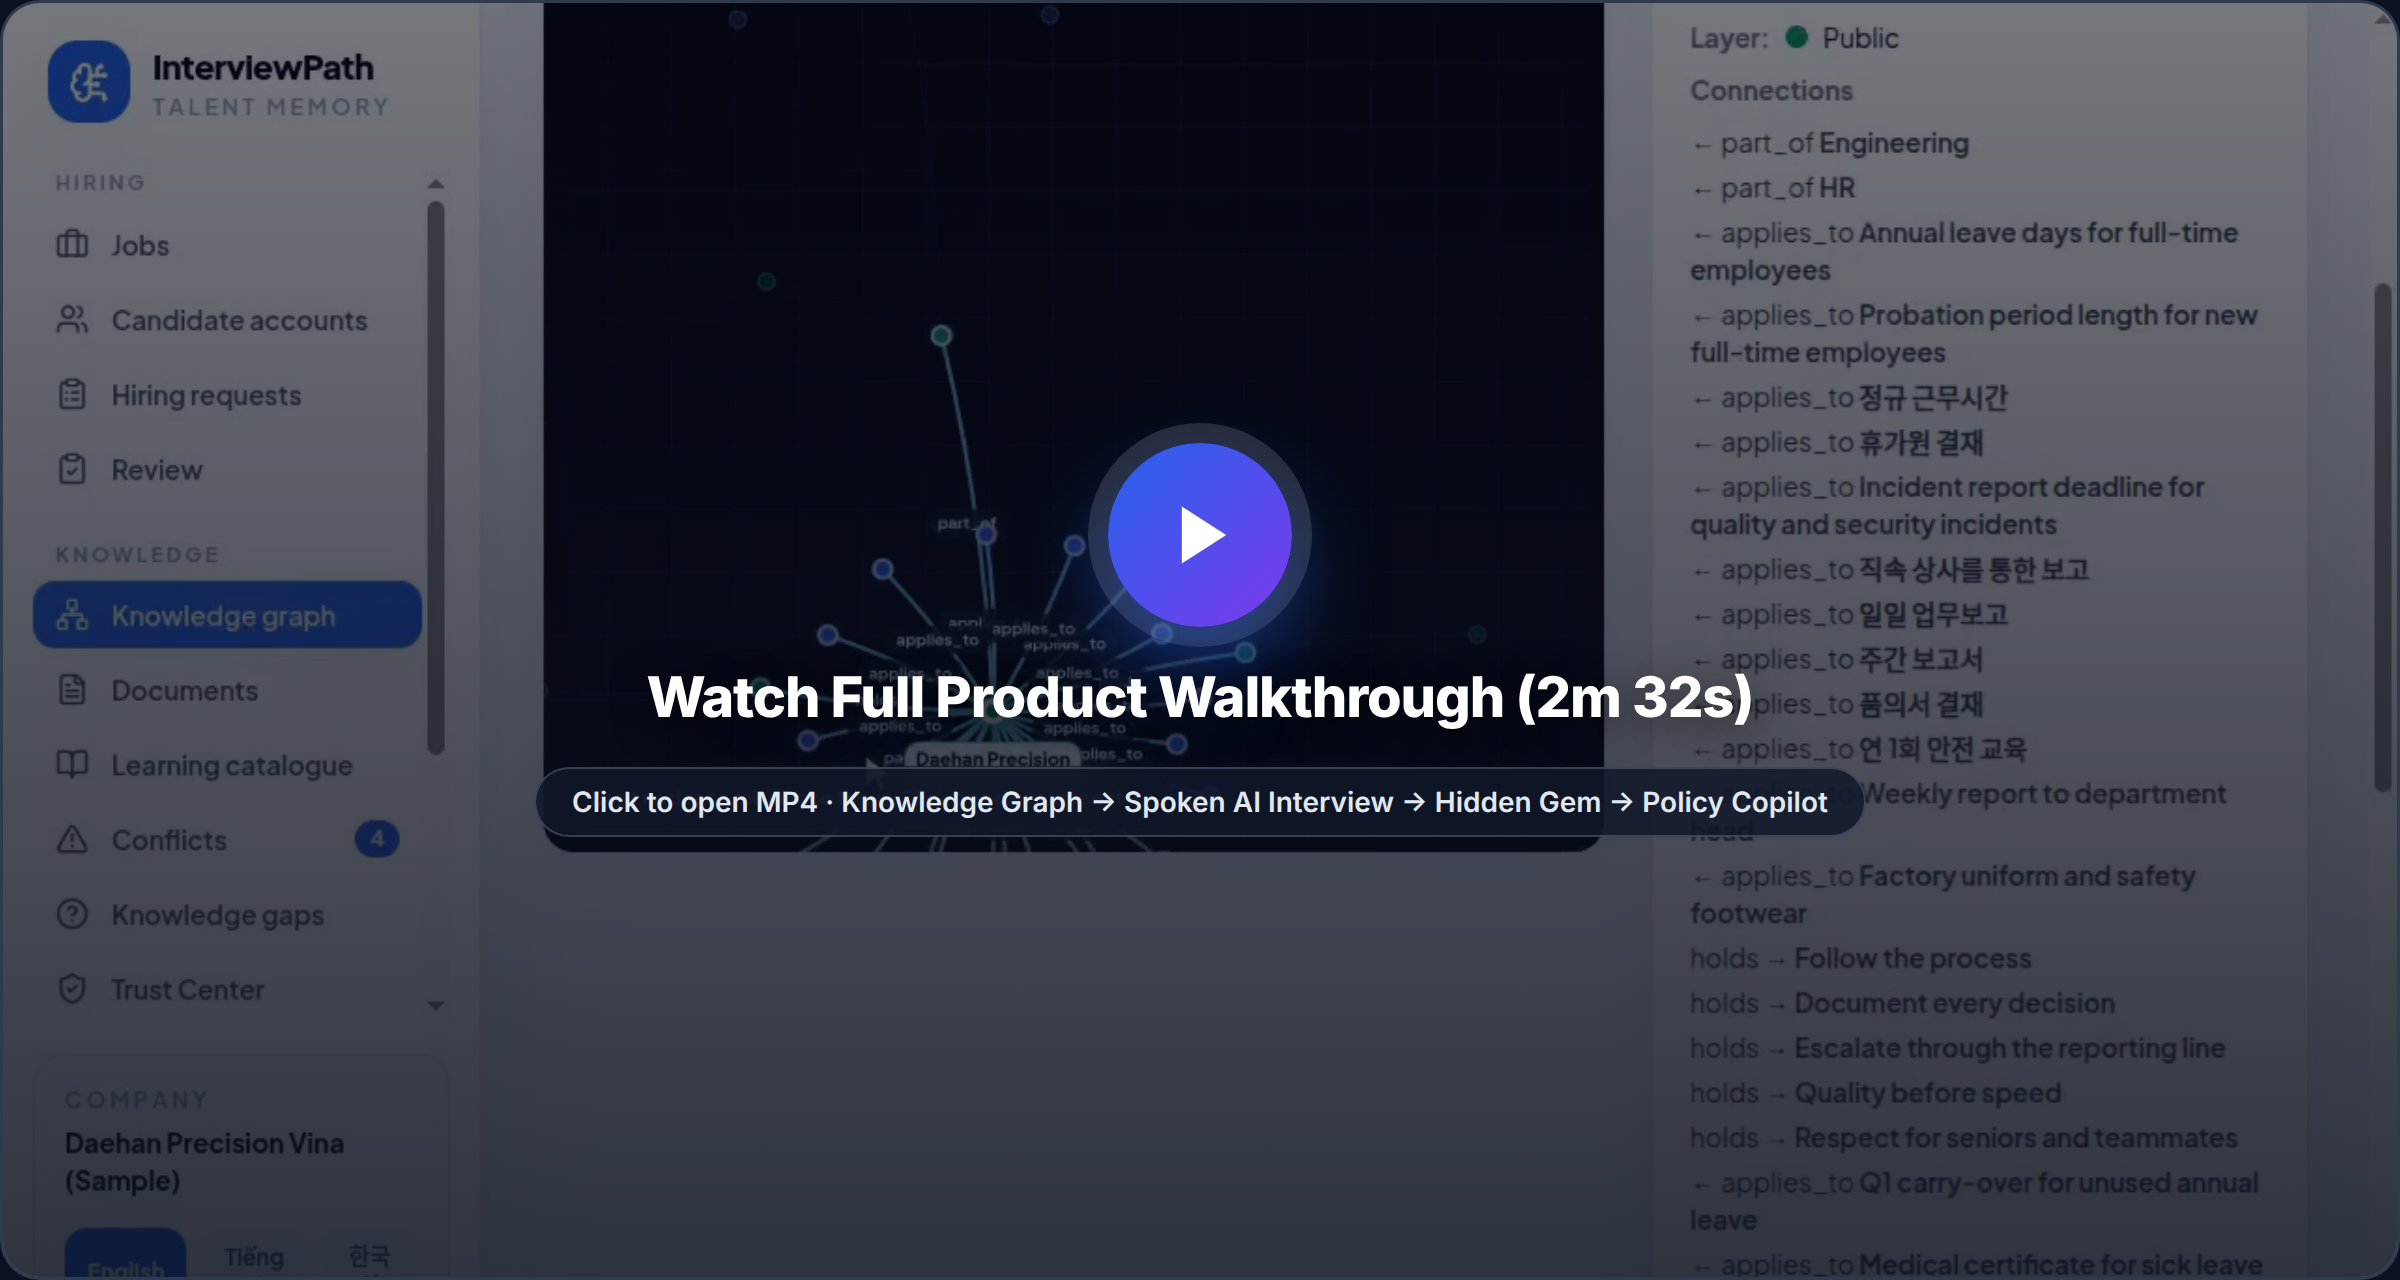 InterviewPath
TALENT MEMORY
HIRING
Jobs
Candidate accounts
Hiring requests
Review
KNOWLEDGE
Knowledge graph
Documents
Learning catalogue
Conflicts
4
Knowledge gaps
Trust Center
COMPANY
Daehan Precision Vina
(Sample)
English
Tiếng
한국
part_of
applies_to
applies_to
applies_to
applies_to
applies_to
applies_to
applies_to
Daehan Precision
Watch Full Product Walkthrough (2m 32s)
Click to open MP4 · Knowledge Graph → Spoken AI Interview → Hidden Gem → Policy Copilot
Layer: Public
Connections
← part_of Engineering
← part_of HR
← applies_to Annual leave days for full-time
employees
← applies_to Probation period length for new
full-time employees
← applies_to 정규 근무시간
← applies_to 휴가원 결재
← applies_to Incident report deadline for
quality and security incidents
← applies_to 직속 상사를 통한 보고
← applies_to 일일 업무보고
← applies_to 주간 보고서
applies_to 품의서 결재
← applies_to 연 1회 안전 교육
Weekly report to department
head
← applies_to Factory uniform and safety
footwear
holds → Follow the process
holds → Document every decision
holds → Escalate through the reporting line
holds → Quality before speed
holds → Respect for seniors and teammates
← applies_to Q1 carry-over for unused annual
leave
← applies_to Medical certificate for sick leave